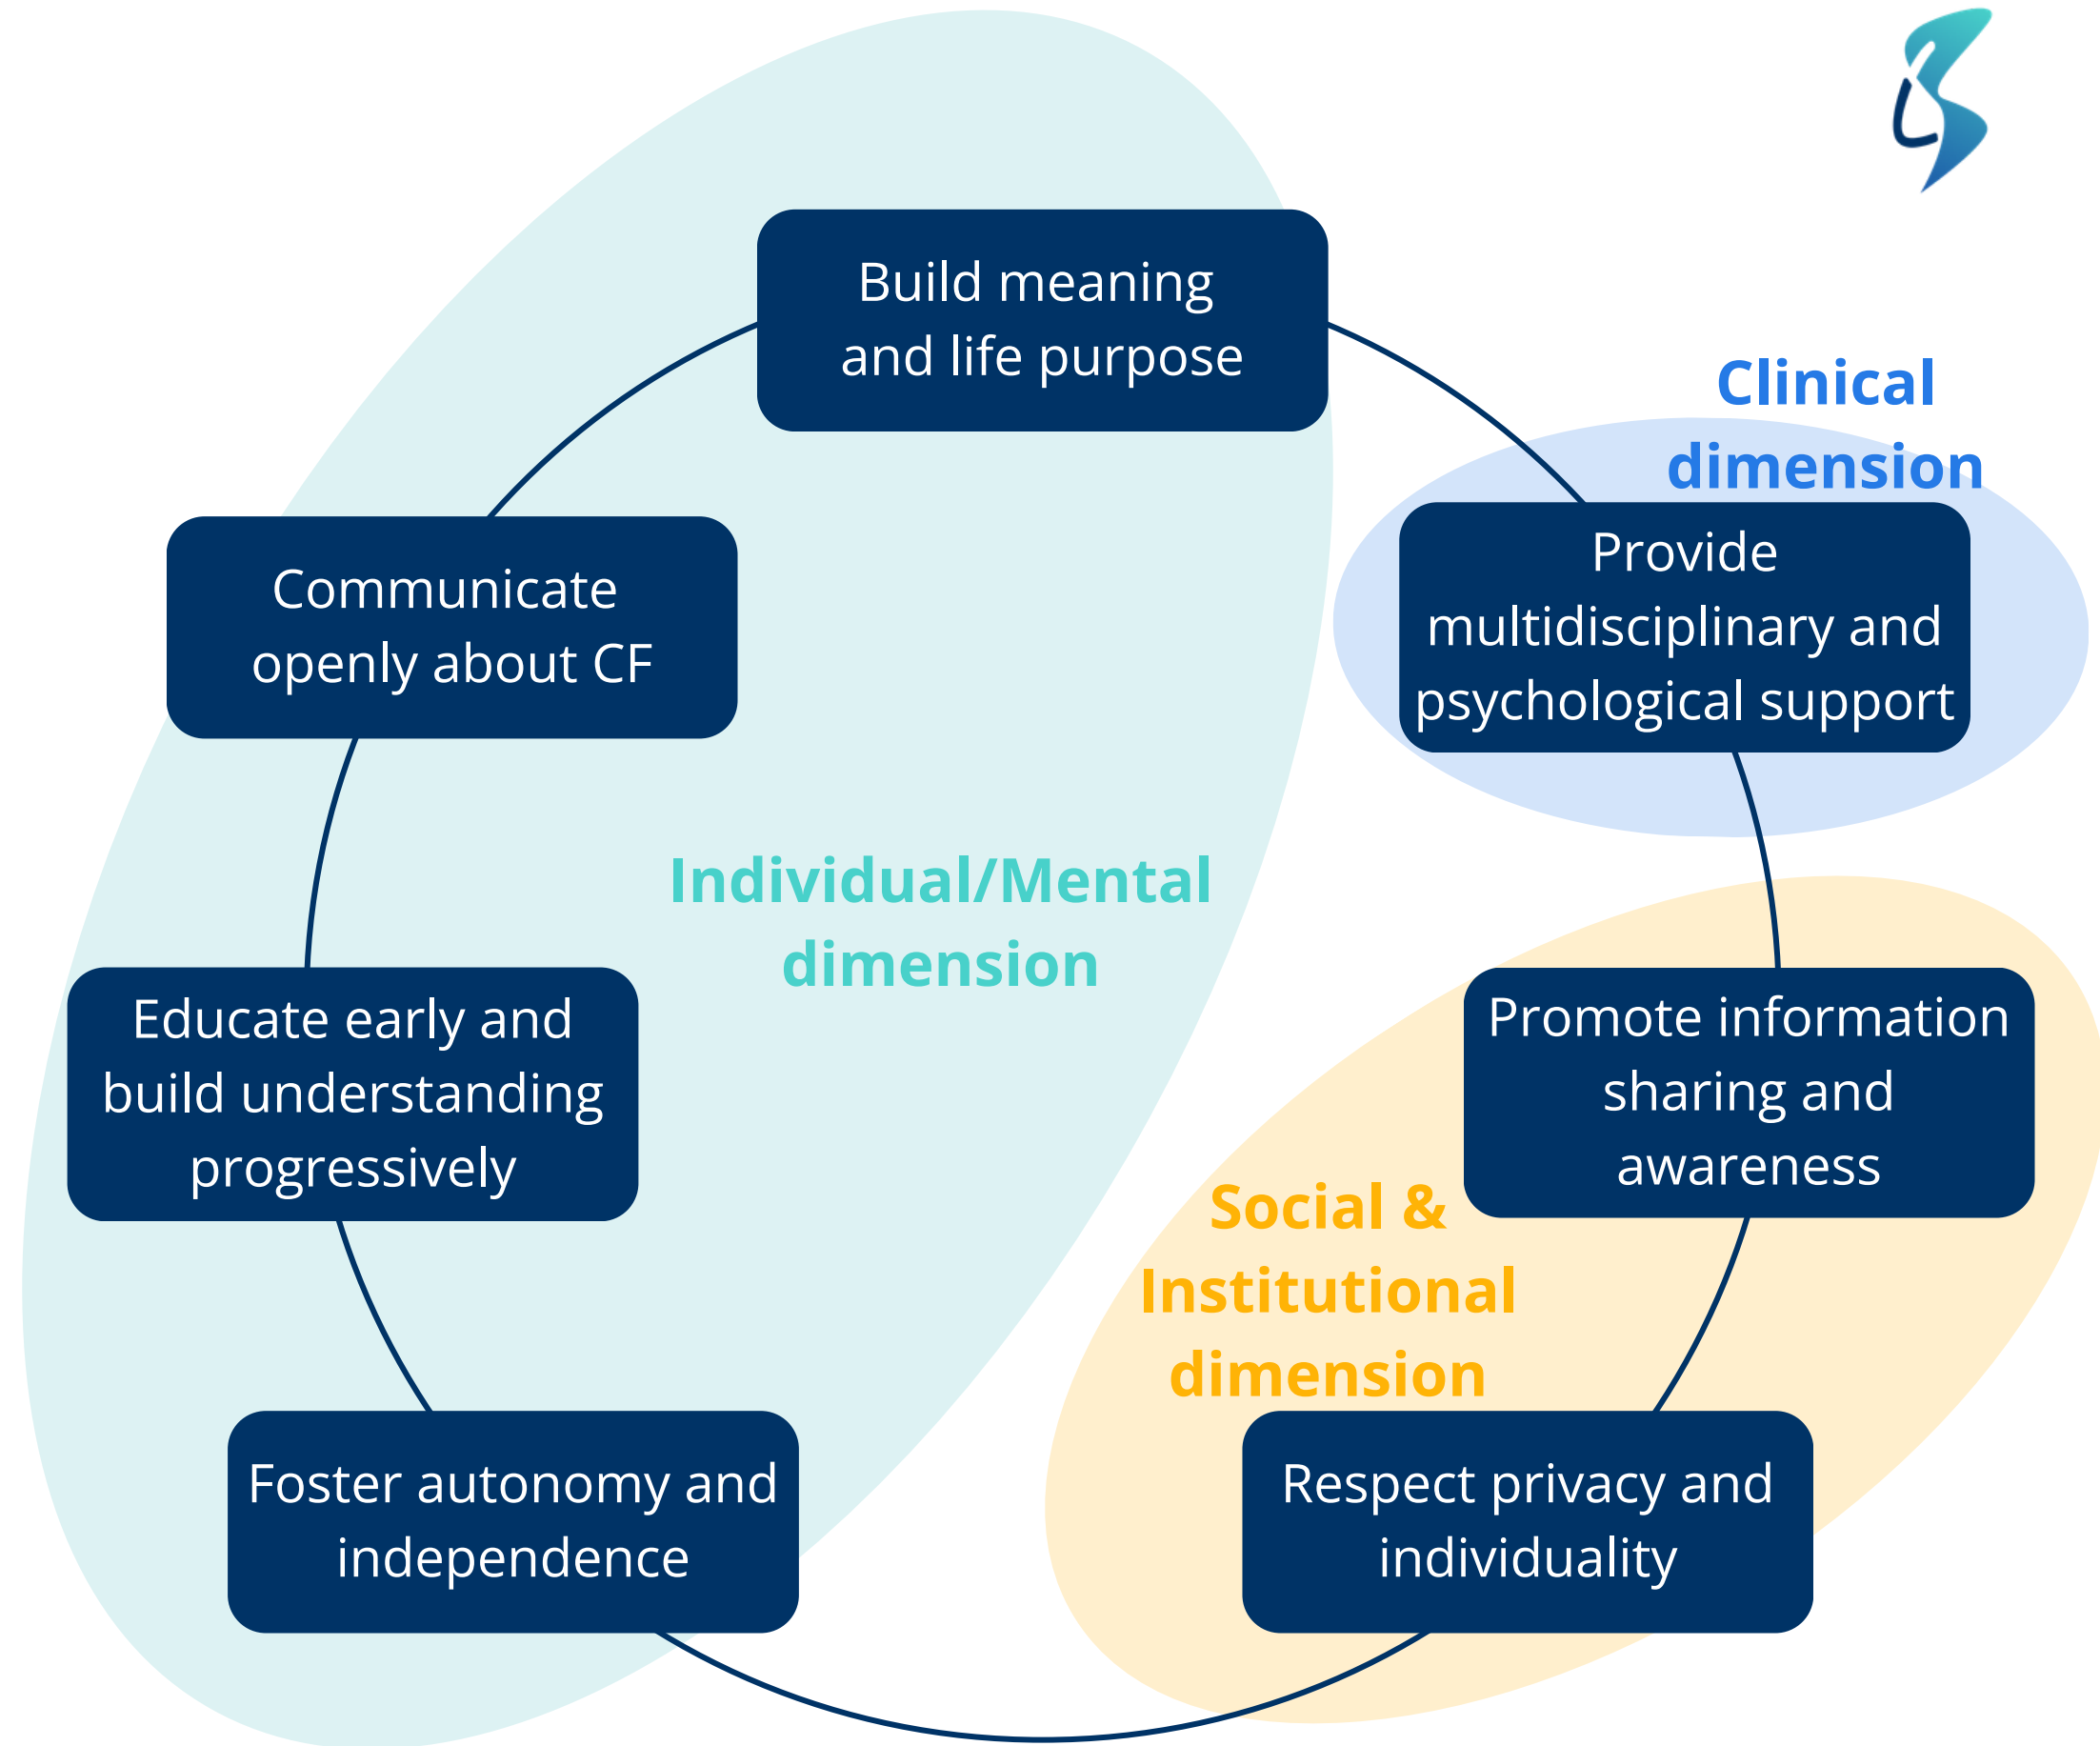 Build meaning
and life purpose
Clinical
dimension
Provide
multidisciplinary and
psychological support
Communicate
openly about CF
Individual/Mental
dimension
Educate early and
build understanding
progressively
Promote information
sharing and
awareness
Social &
Institutional
dimension
Foster autonomy and
independence
Respect privacy and
individuality